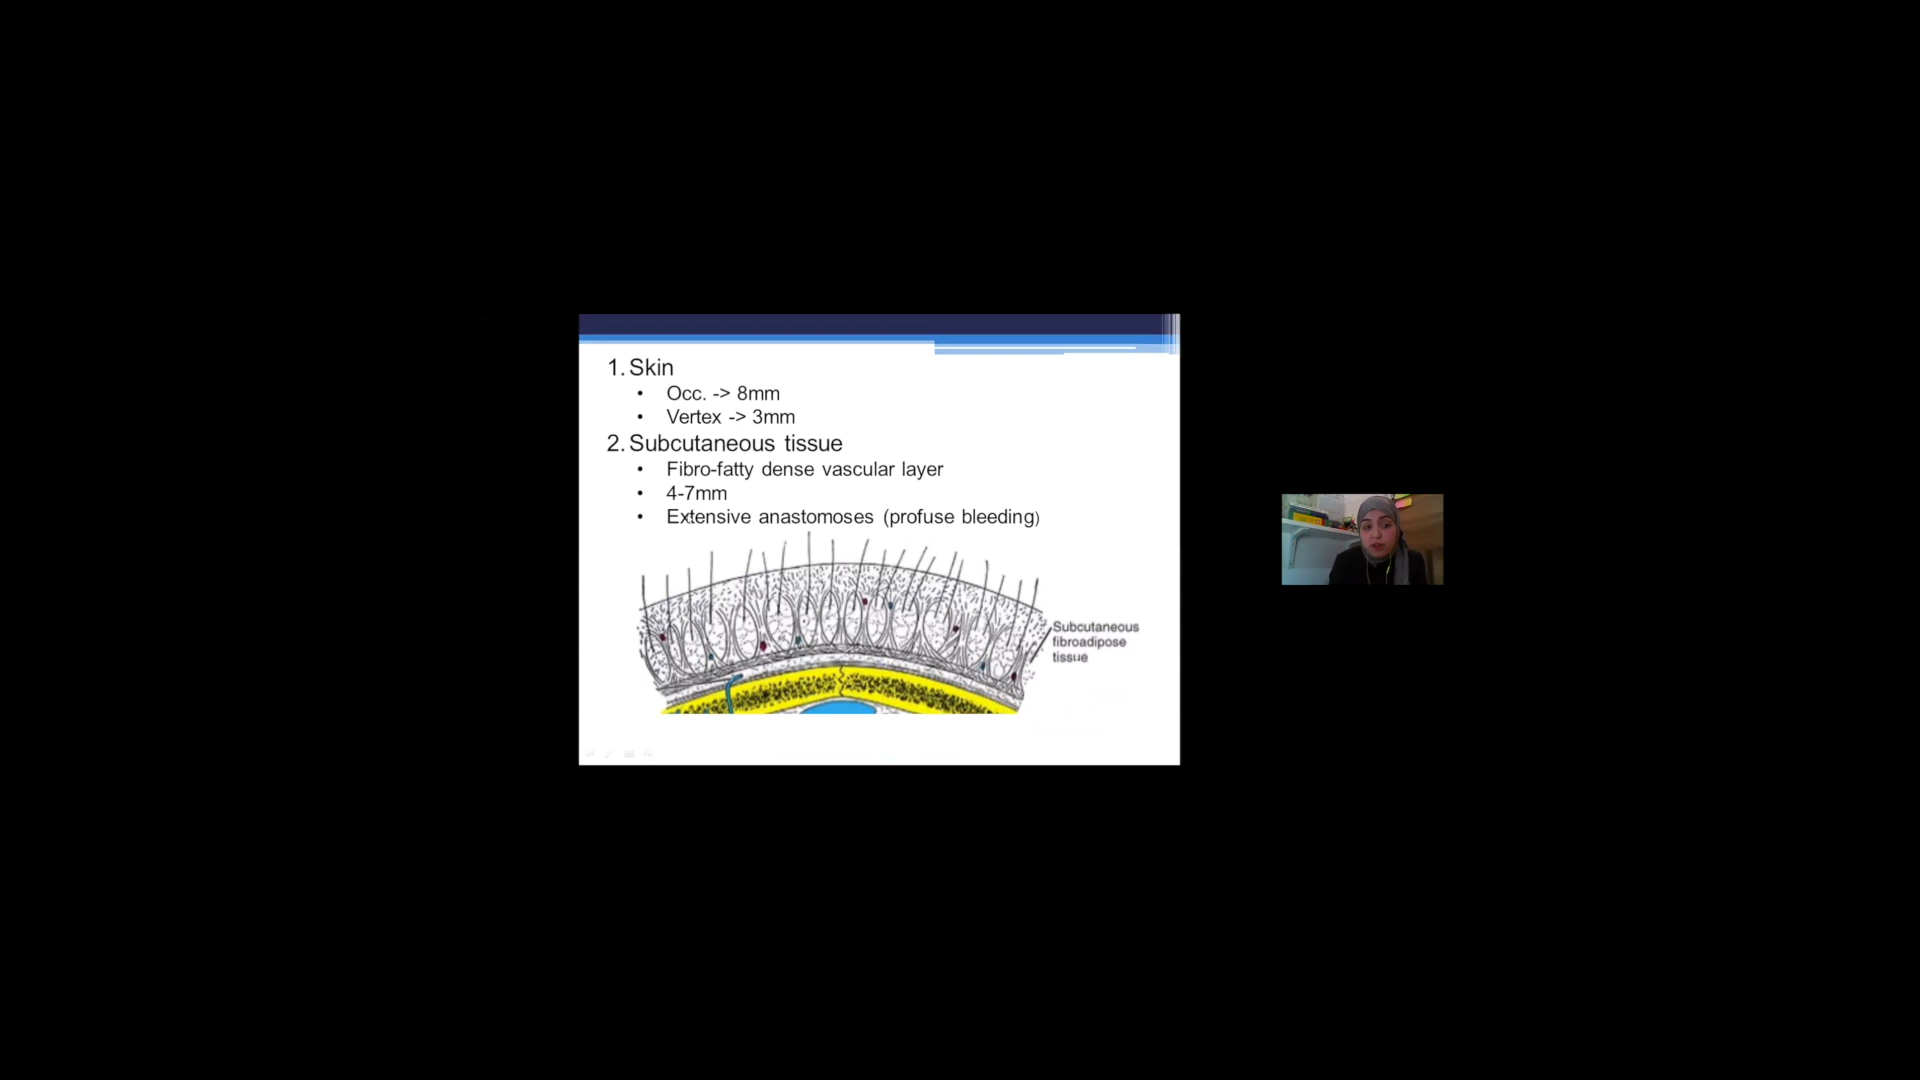 1. Skin
• Occ. -> 8mm
• Vertex -> 3mm
2. Subcutaneous tissue
• Fibro-fatty dense vascular layer
• 4-7mm
• Extensive anastomoses (profuse bleeding)
Subcutaneous
fibroadipose
tissue